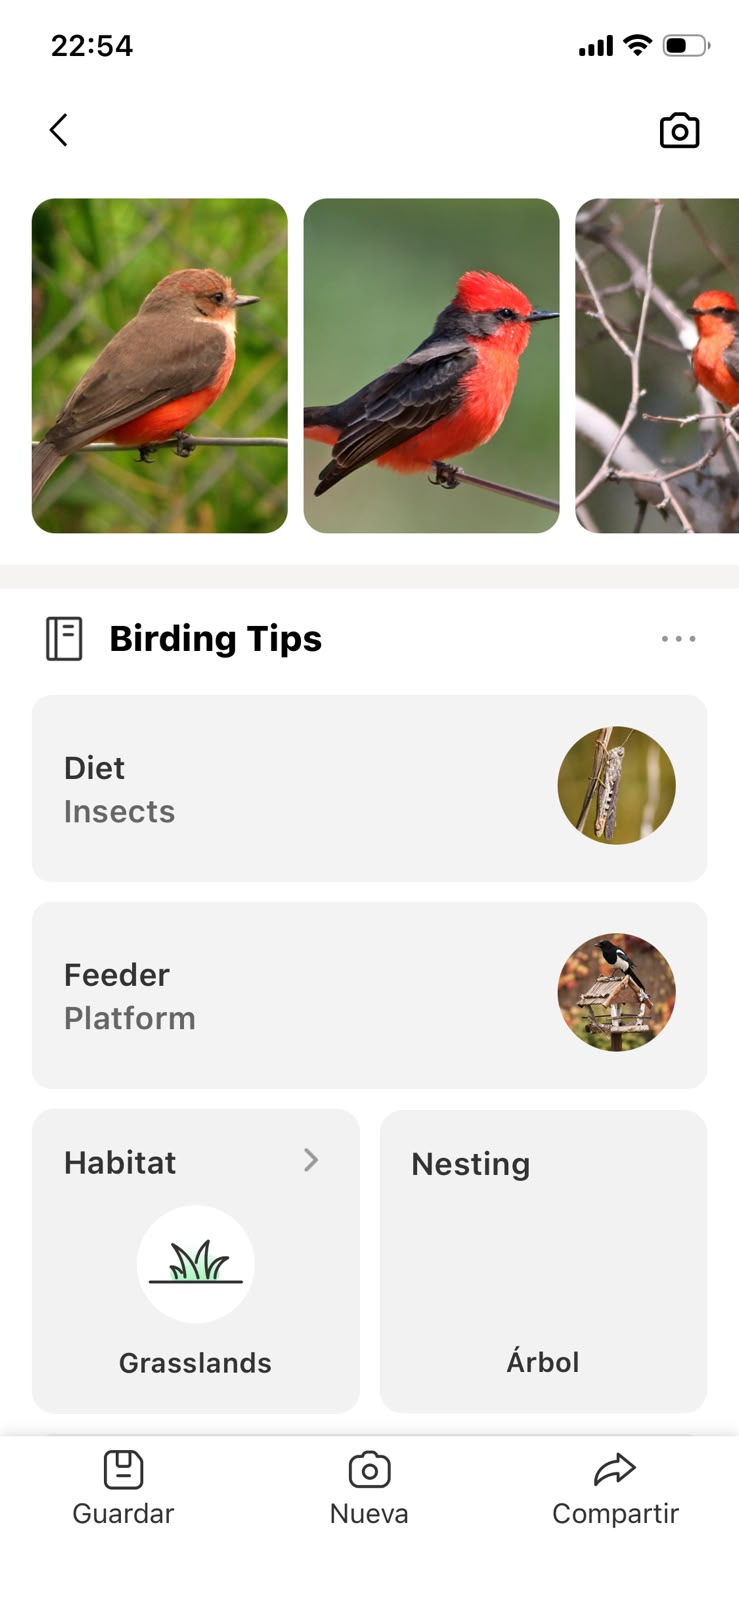 22:54
Birding Tips
Diet
Insects
Feeder
Platform
Habitat
Nesting
Grasslands
Árbol
Guardar
Nueva
Compartir